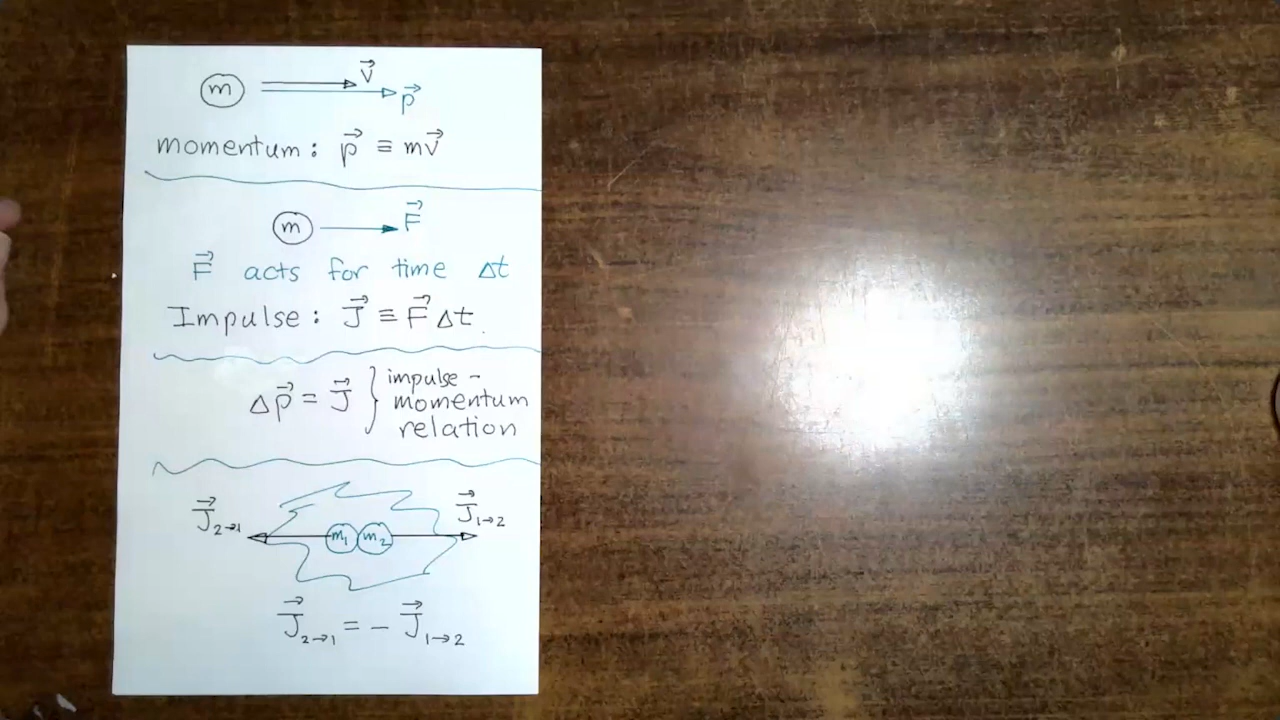 m v⃗
p⃗
momentum: p⃗ ≡ mv⃗
m F⃗
F⃗ acts for time Δt
Impulse: J⃗ ≡ F⃗ Δt.
Δp⃗ = J⃗ } impulse-
momentum
relation
J⃗₂→₁ m₁ m₂ J⃗₁→₂
J⃗₂→₁ = − J⃗₁→₂